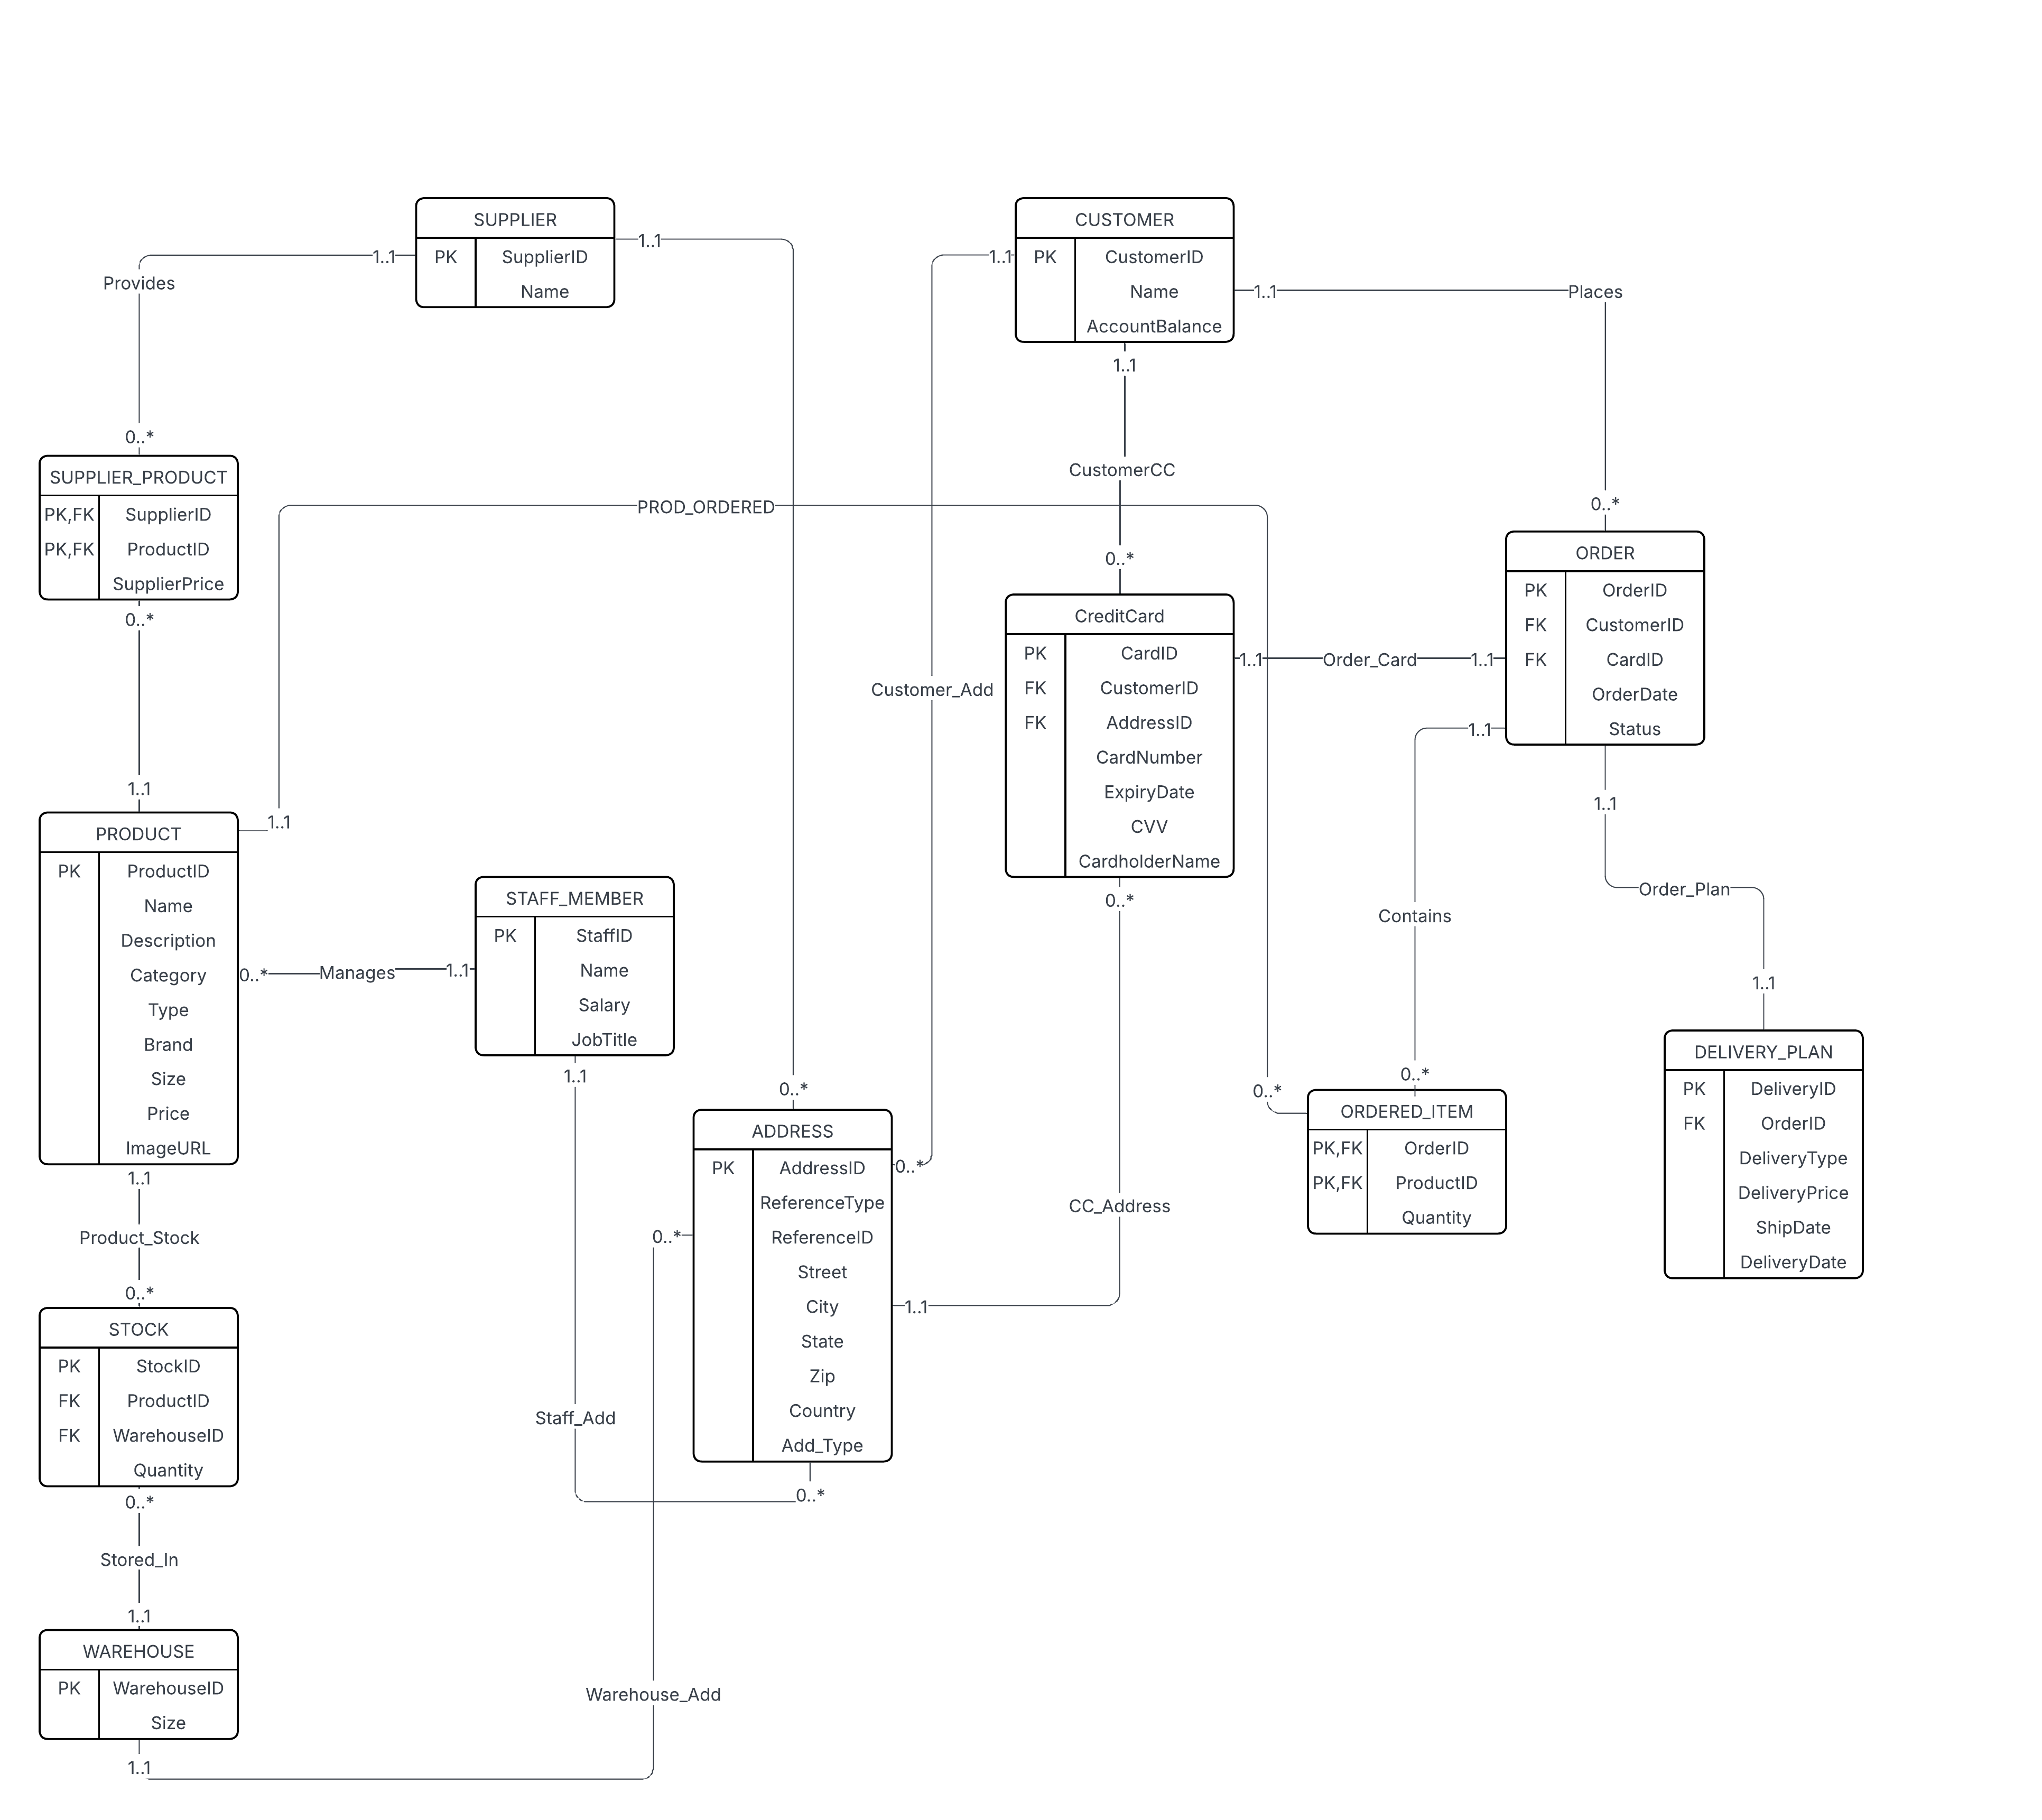 SUPPLIER
PK SupplierID
Name
1..1
1..1
Provides
0..*
CUSTOMER
PK CustomerID
Name
AccountBalance
1..1
1..1
Places
0..*
1..1
CustomerCC
0..*
SUPPLIER_PRODUCT
PK,FK SupplierID
PK,FK ProductID
SupplierPrice
0..*
1..1
PROD_ORDERED
1..1
0..*
ORDER
PK OrderID
FK CustomerID
FK CardID
OrderDate
Status
CreditCard
PK CardID
FK CustomerID
FK AddressID
CardNumber
ExpiryDate
CVV
CardholderName
1..1
Order_Card
1..1
Customer_Add
1..1
Contains
0..*
1..1
Order_Plan
1..1
PRODUCT
PK ProductID
Name
Description
Category
Type
Brand
Size
Price
ImageURL
0..*
Manages
1..1
STAFF_MEMBER
PK StaffID
Name
Salary
JobTitle
1..1
Staff_Add
0..*
0..*
0..*
0..*
ADDRESS
PK AddressID
ReferenceType
ReferenceID
Street
City
State
Zip
Country
Add_Type
0..*
CC_Address
1..1
ORDERED_ITEM
PK,FK OrderID
PK,FK ProductID
Quantity
DELIVERY_PLAN
PK DeliveryID
FK OrderID
DeliveryType
DeliveryPrice
ShipDate
DeliveryDate
1..1
Product_Stock
0..*
STOCK
PK StockID
FK ProductID
FK WarehouseID
Quantity
0..*
Stored_In
1..1
WAREHOUSE
PK WarehouseID
Size
1..1
Warehouse_Add